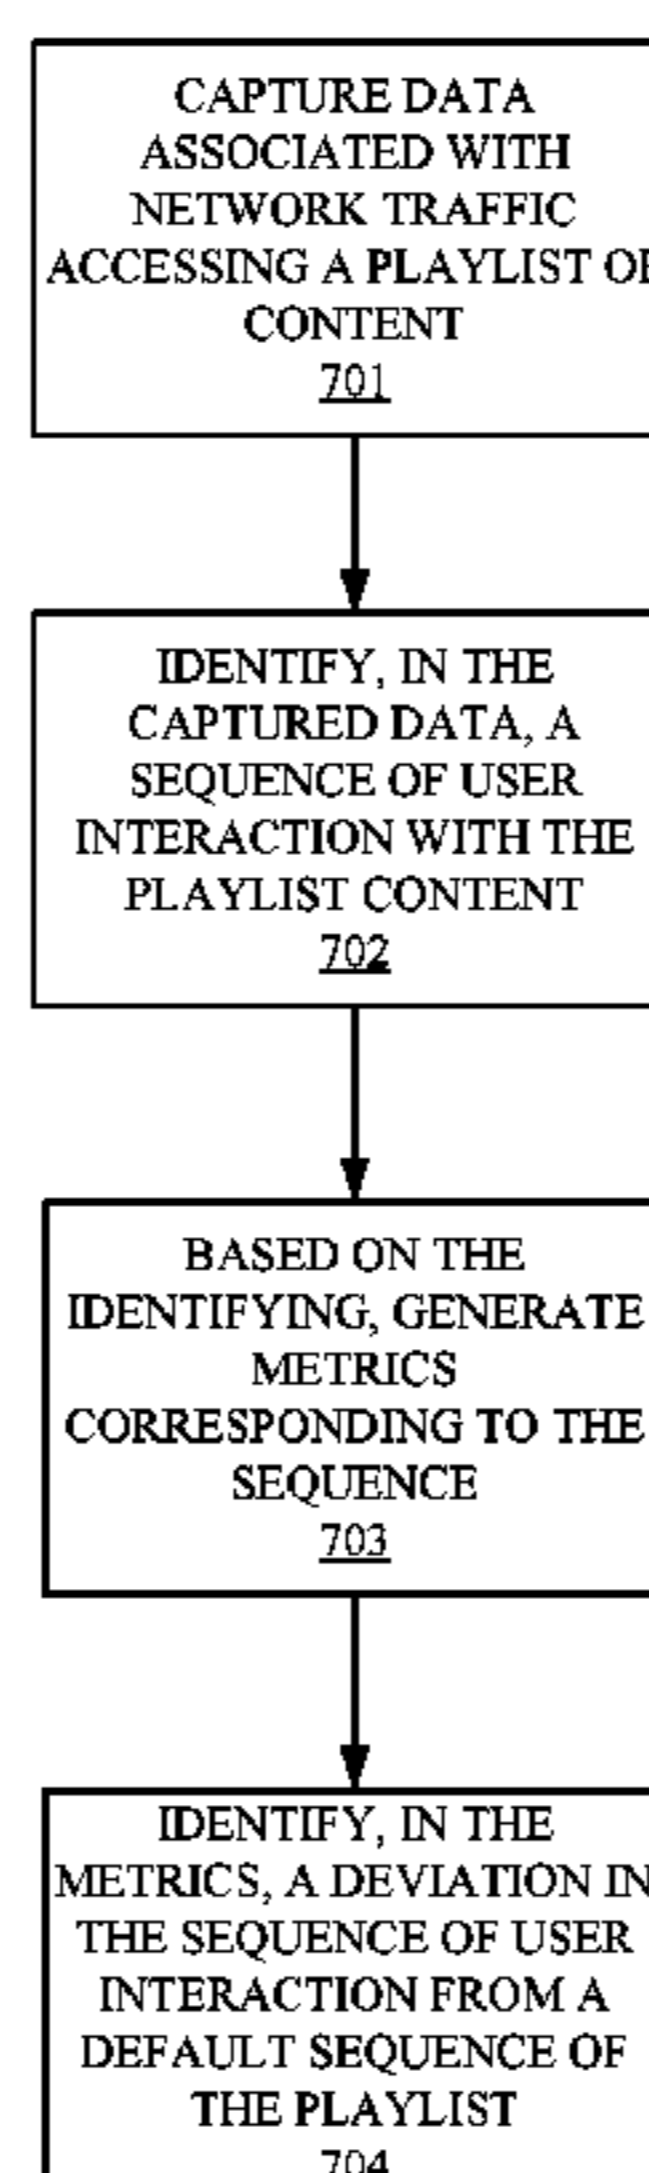 CAPTURE DATA
ASSOCIATED WITH
NETWORK TRAFFIC
ACCESSING A PLAYLIST OF
CONTENT
701
IDENTIFY, IN THE
CAPTURED DATA, A
SEQUENCE OF USER
INTERACTION WITH THE
PLAYLIST CONTENT
702
BASED ON THE
IDENTIFYING, GENERATE
METRICS
CORRESPONDING TO THE
SEQUENCE
703
IDENTIFY, IN THE
METRICS, A DEVIATION IN
THE SEQUENCE OF USER
INTERACTION FROM A
DEFAULT SEQUENCE OF
THE PLAYLIST
704